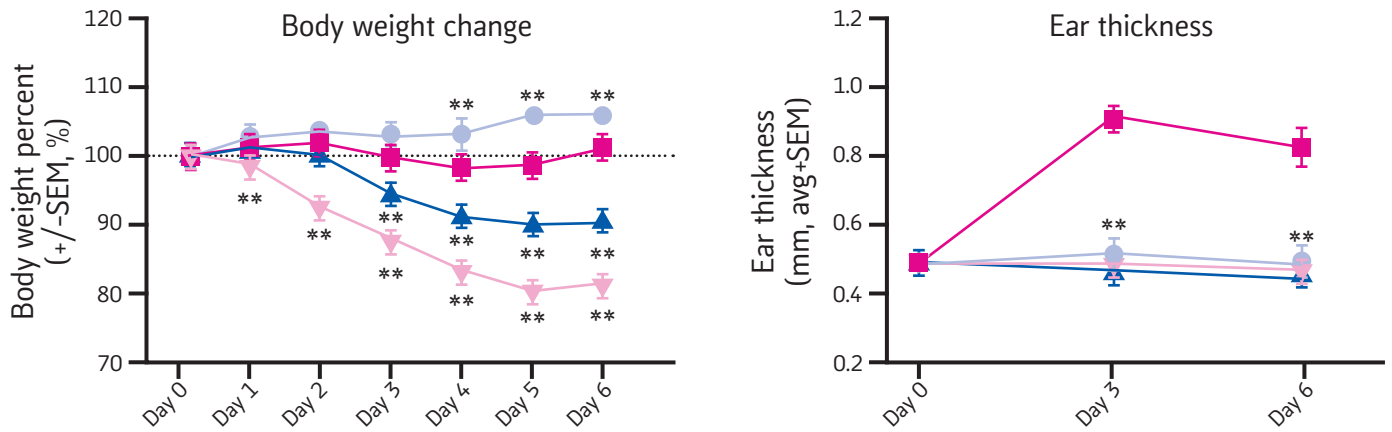 Body weight change
Body weight percent
(+/−SEM, %)
120
110
100
90
80
70
**
**
**
**
**
**
**
**
**
**
**
**
**
Day 0
Day 1
Day 2
Day 3
Day 4
Day 5
Day 6
Ear thickness
Ear thickness
(mm, avg+SEM)
1.2
1.0
0.8
0.6
0.4
0.2
**
**
Day 0
Day 3
Day 6